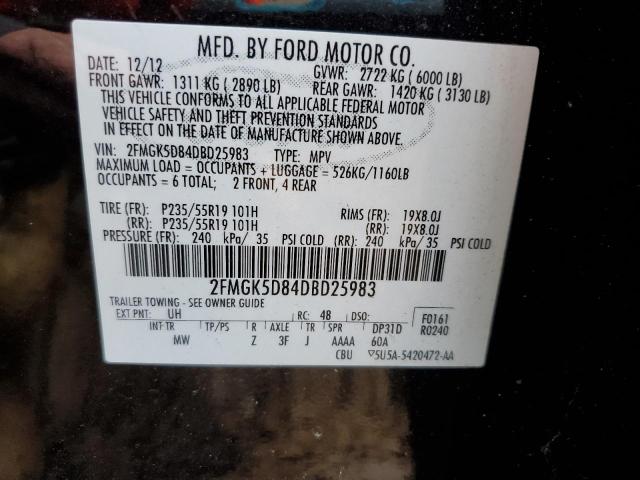 MFD. BY FORD MOTOR CO.
DATE: 12/12 GVWR: 2722 KG ( 6000 LB)
FRONT GAWR: 1311 KG ( 2890 LB) REAR GAWR: 1420 KG ( 3130 LB)
THIS VEHICLE CONFORMS TO ALL APPLICABLE FEDERAL MOTOR
VEHICLE SAFETY AND THEFT PREVENTION STANDARDS
IN EFFECT ON THE DATE OF MANUFACTURE SHOWN ABOVE.
VIN: 2FMGK5D84DBD25983 TYPE: MPV
MAXIMUM LOAD = OCCUPANTS + LUGGAGE = 526KG/1160LB
OCCUPANTS = 6 TOTAL; 2 FRONT, 4 REAR
TIRE (FR): P235/55R19 101H RIMS (FR): 19X8.0J
(RR): P235/55R19 101H (RR): 19X8.0J
PRESSURE (FR): 240 kPa/ 35 PSI COLD (RR): 240 kPa/ 35 PSI COLD
2FMGK5D84DBD25983
TRAILER TOWING - SEE OWNER GUIDE
EXT PNT: UH RC: 48 DSO: F0161
INT TR TP/PS R AXLE TR SPR DP31D R0240
MW Z 3F J AAAA 60A
CBU 5U5A-5420472-AA